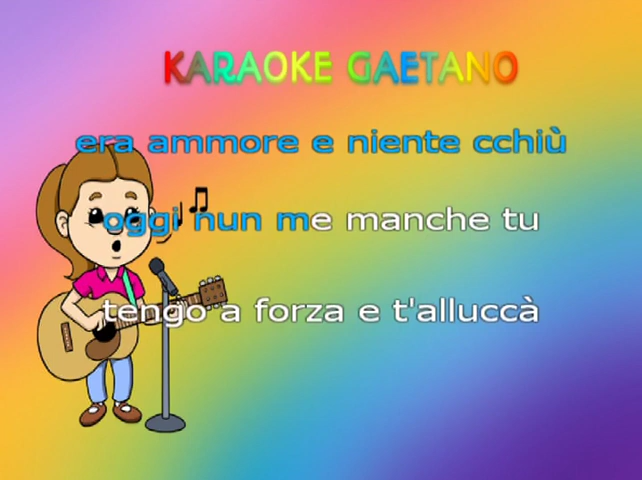 KARAOKE GAETANO
era ammore e niente cchiù
oggi nun me manche tu
tengo a forza e t'alluccà